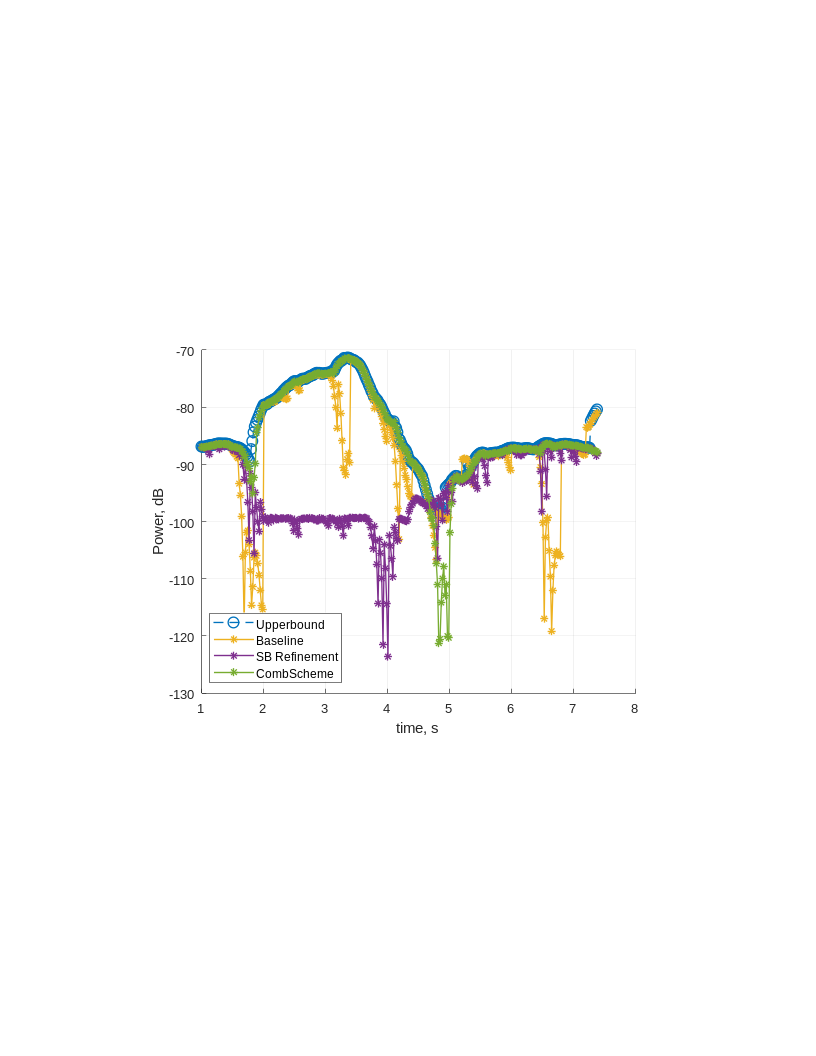 -70
-80
-90
-100
-110
-120
-130
Power, dB
Upperbound
Baseline
SB Refinement
CombScheme
1 2 3 4 5 6 7 8
time, s